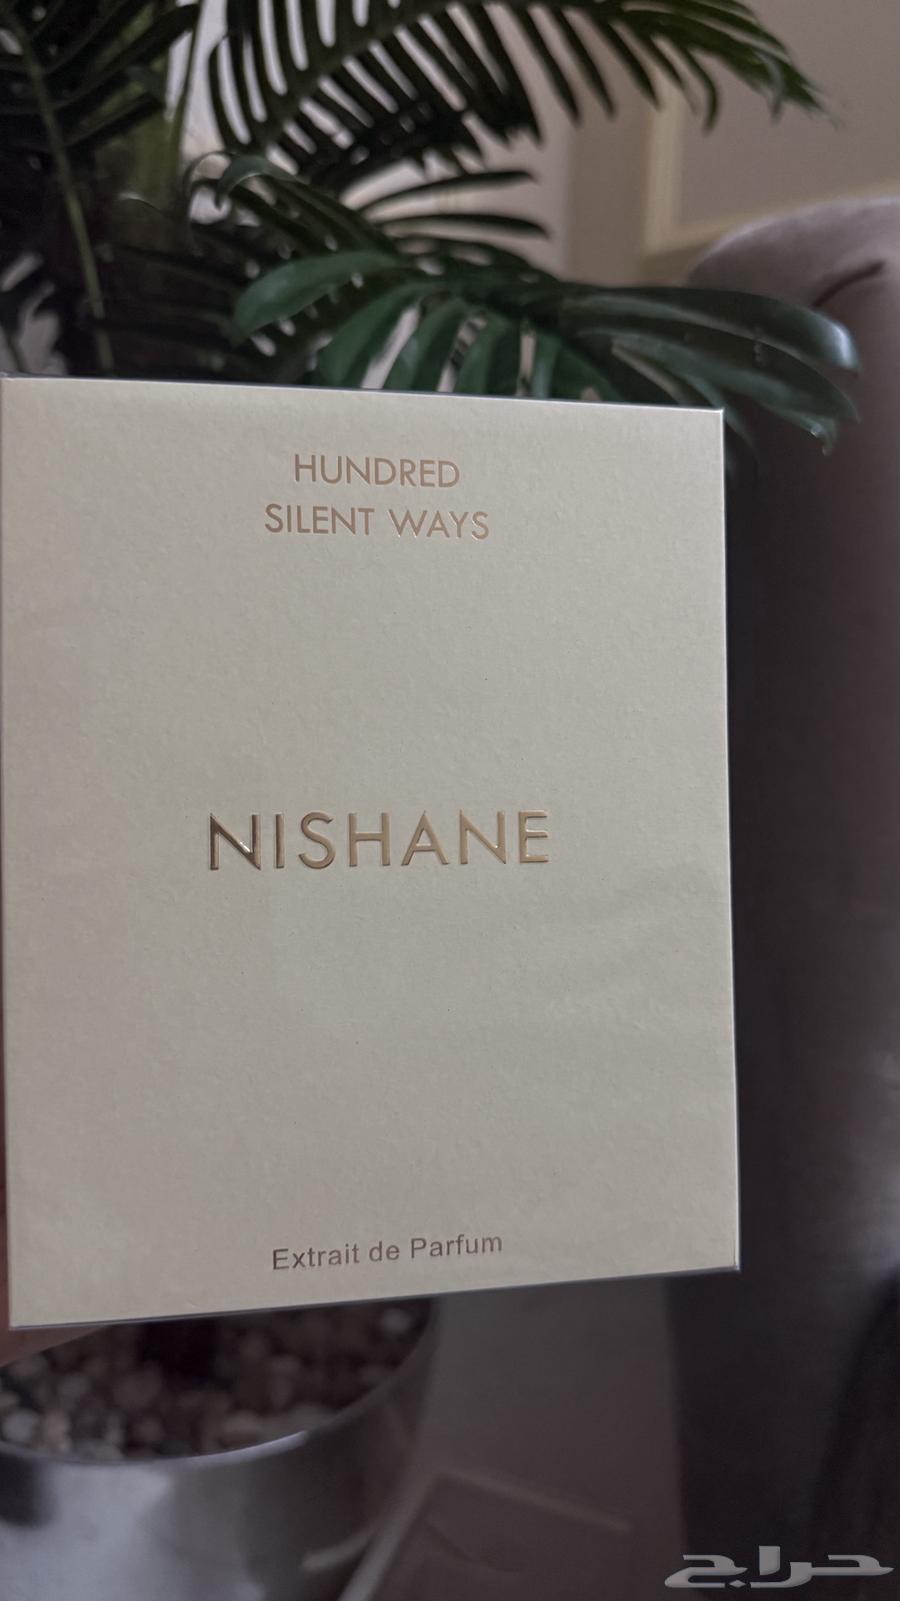 HUNDRED
SILENT WAYS
NISHANE
Extrait de Parfum
حراج